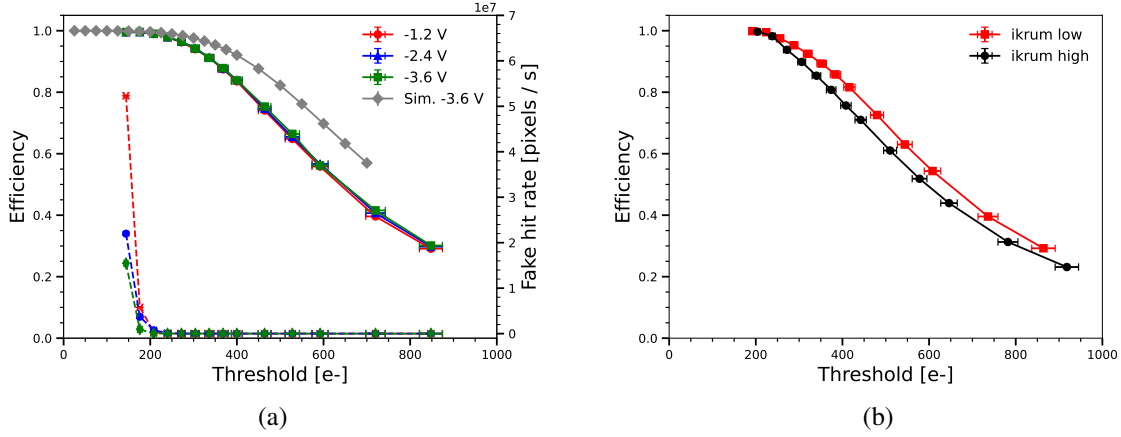 1e7
1.0
0.8
0.6
0.4
0.2
0.0
Efficiency
-1.2 V
-2.4 V
-3.6 V
Sim. -3.6 V
7
6
5
4
3
2
1
0
Fake hit rate [pixels / s]
0 200 400 600 800 1000
Threshold [e-]
(a)
1.0
0.8
0.6
0.4
0.2
0.0
Efficiency
ikrum low
ikrum high
0 200 400 600 800 1000
Threshold [e-]
(b)